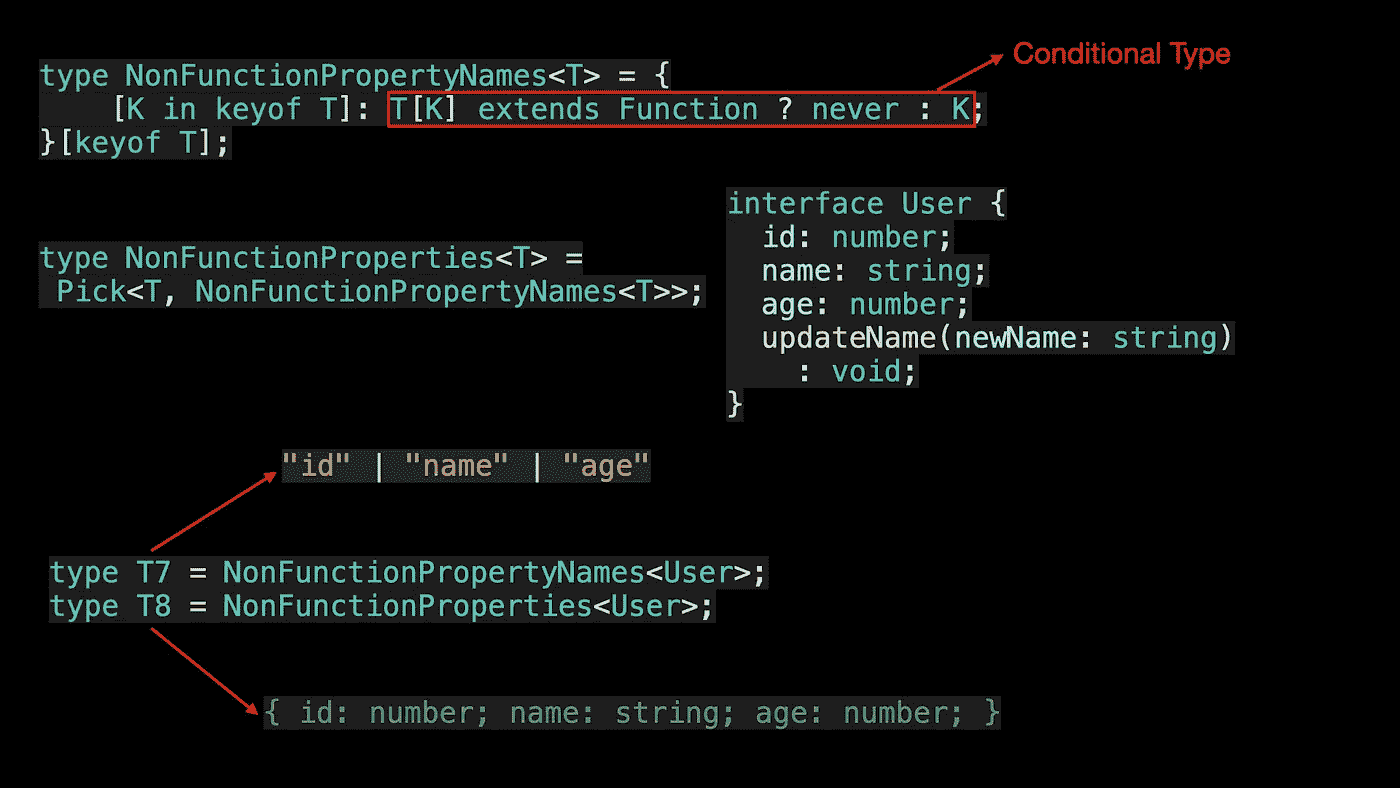 Conditional Type
type NonFunctionPropertyNames<T> = {
[K in keyof T]: T[K] extends Function ? never : K;
}[keyof T];
type NonFunctionProperties<T> =
Pick<T, NonFunctionPropertyNames<T>>;
interface User {
id: number;
name: string;
age: number;
updateName(newName: string)
: void;
}
"id" | "name" | "age"
type T7 = NonFunctionPropertyNames<User>;
type T8 = NonFunctionProperties<User>;
{ id: number; name: string; age: number; }